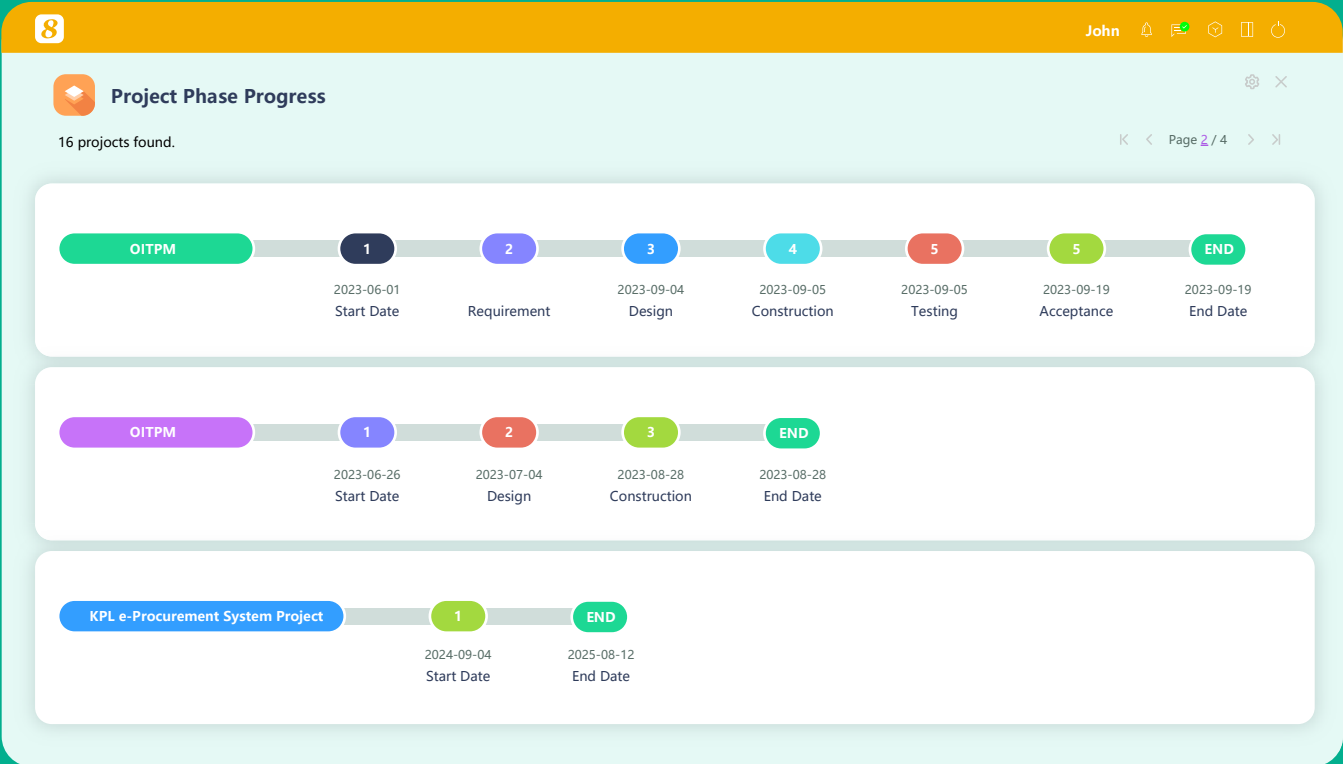 8
John
Project Phase Progress
16 projocts found.
Page 2 / 4
OITPM
1
2
3
4
5
5
END
2023-06-01
2023-09-04
2023-09-05
2023-09-05
2023-09-19
2023-09-19
Start Date
Requirement
Design
Construction
Testing
Acceptance
End Date
OITPM
1
2
3
END
2023-06-26
2023-07-04
2023-08-28
2023-08-28
Start Date
Design
Construction
End Date
KPL e-Procurement System Project
1
END
2024-09-04
2025-08-12
Start Date
End Date